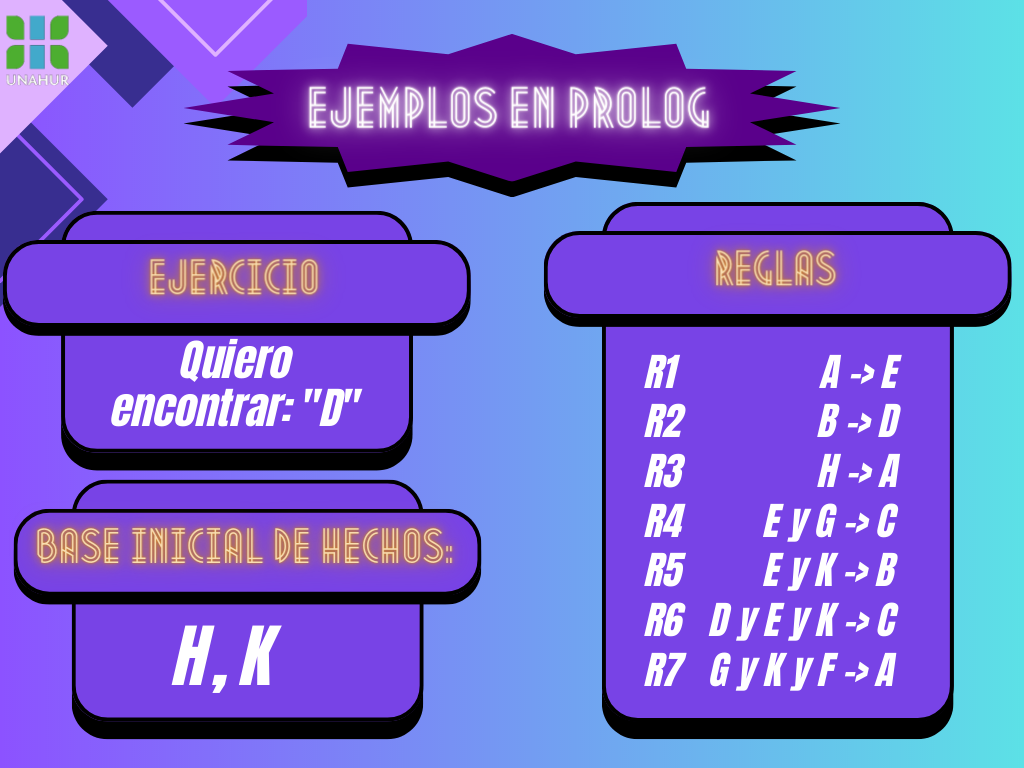 UNAHUR
EJEMPLOS EN PROLOG
EJERCICIO
Quiero
encontrar: "D"
BASE INICIAL DE HECHOS::
H, K
REGLAS
R1 A -> E
R2 B -> D
R3 H -> A
R4 E y G -> C
R5 E y K -> B
R6 D y E y K -> C
R7 G y K y F -> A